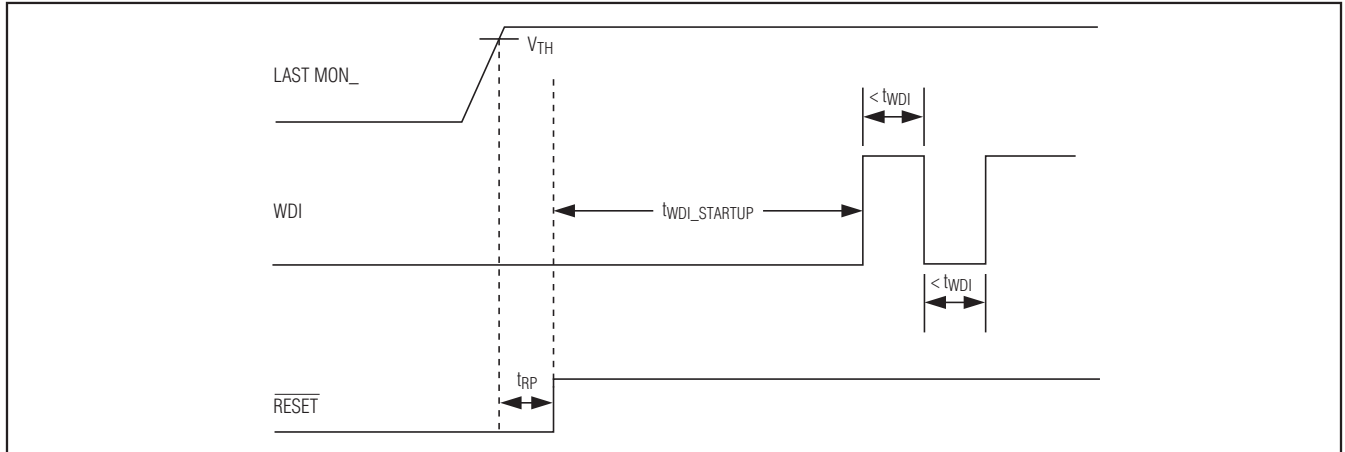 VTH
LAST MON_
< tWDI
WDI
tWDI_STARTUP
< tWDI
tRP
RESET